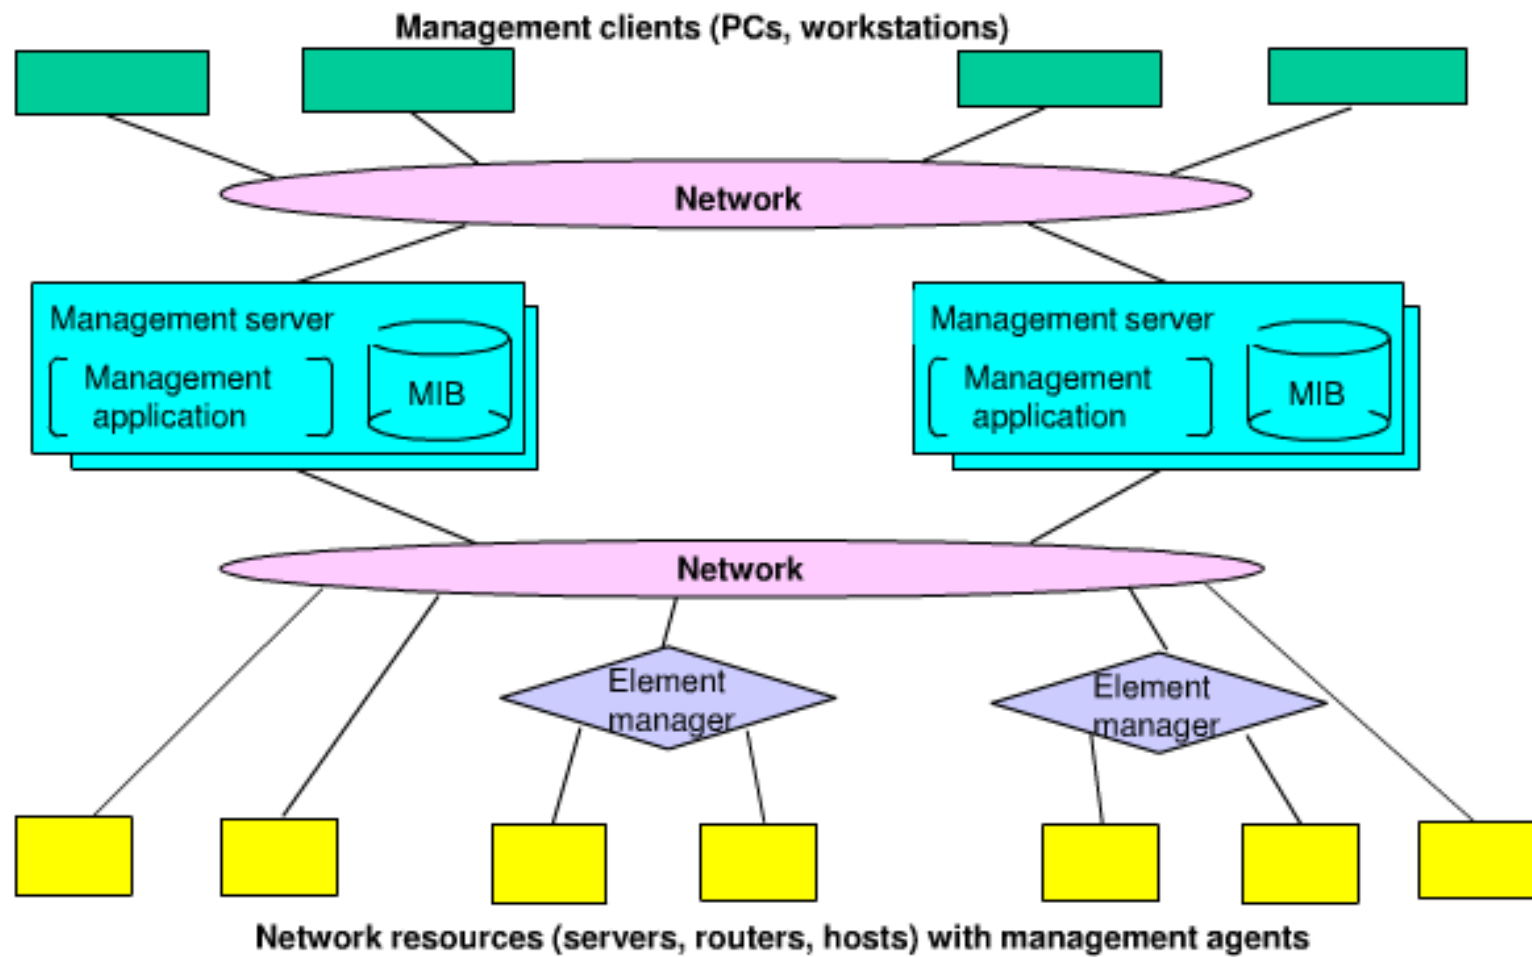 Management clients (PCs, workstations)
Network
Management server
Management
application
MIB
Management server
Management
application
MIB
Network
Element
manager
Element
manager
Network resources (servers, routers, hosts) with management agents